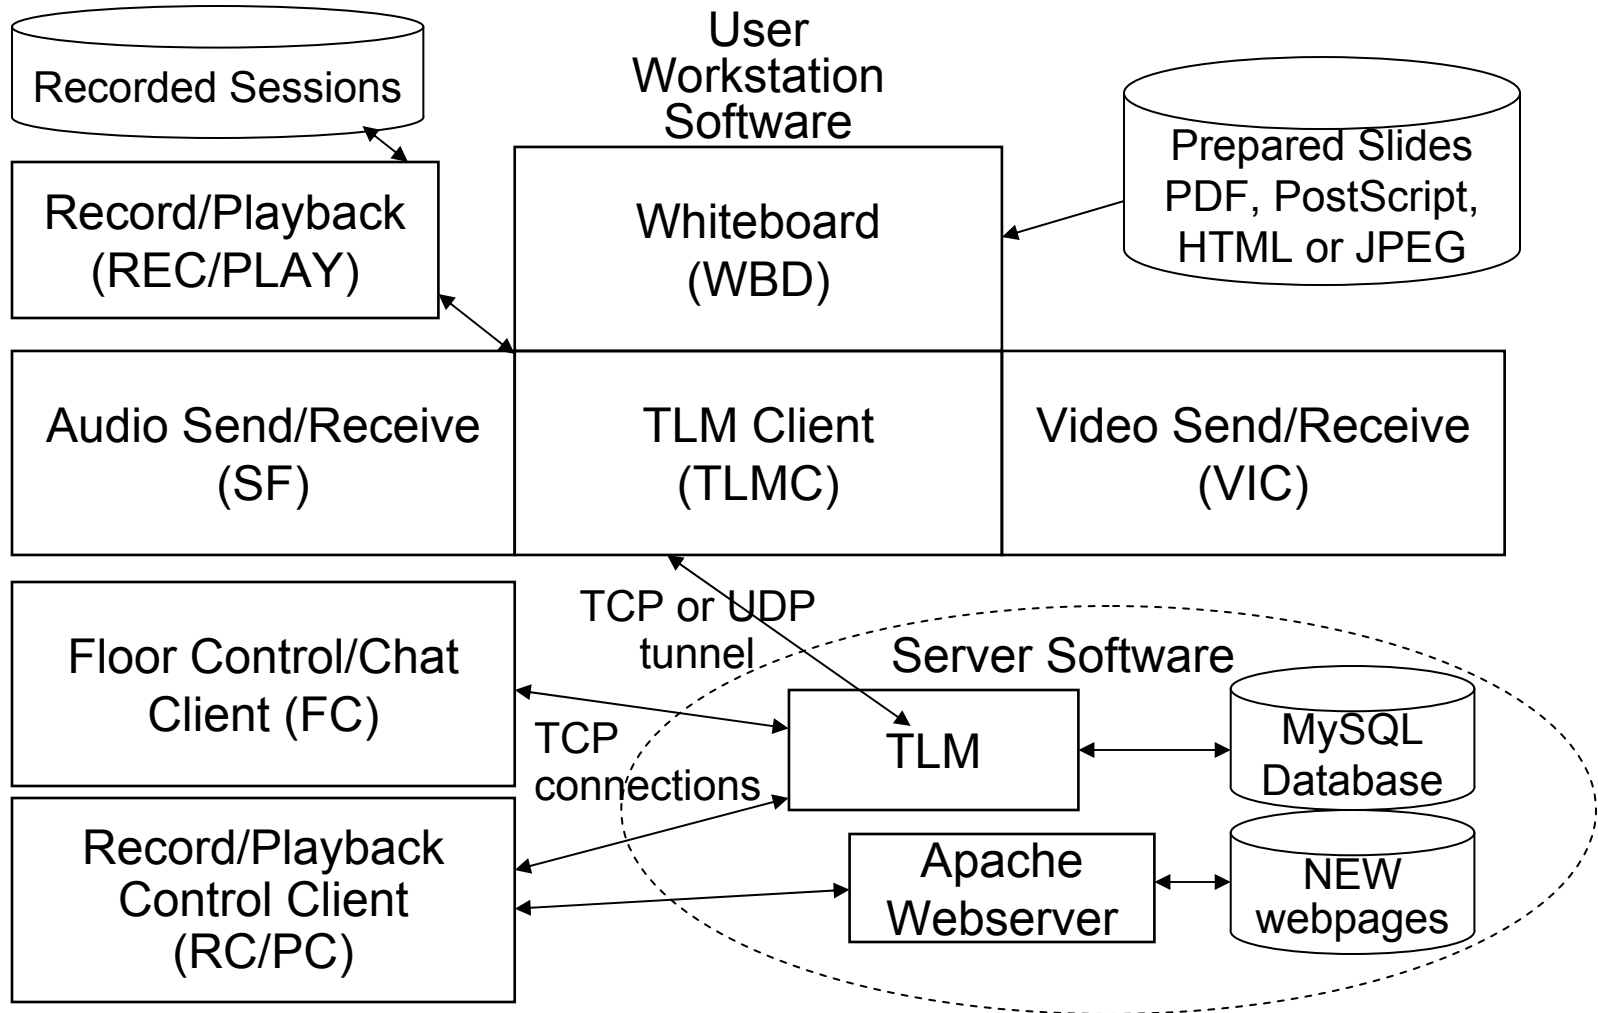 User
Workstation
Software
Recorded Sessions
Prepared Slides
PDF, PostScript,
HTML or JPEG
Record/Playback
(REC/PLAY)
Whiteboard
(WBD)
Audio Send/Receive
(SF)
TLM Client
(TLMC)
Video Send/Receive
(VIC)
TCP or UDP
tunnel
Floor Control/Chat
Client (FC)
Server Software
TCP
connections
TLM
MySQL
Database
Record/Playback
Control Client
(RC/PC)
Apache
Webserver
NEW
webpages